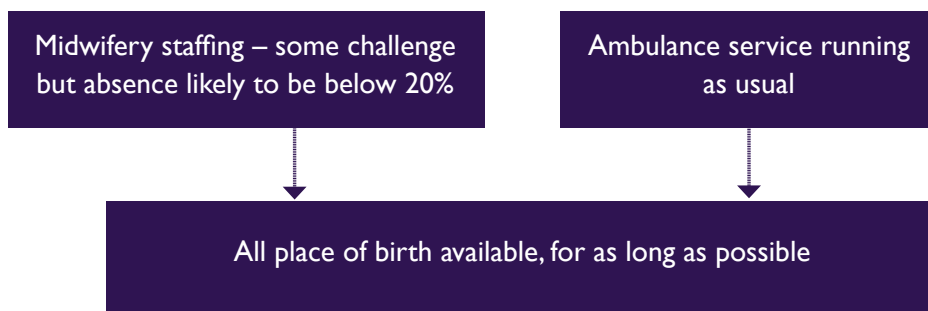 Midwifery staffing – some challenge
but absence likely to be below 20%
Ambulance service running
as usual
All place of birth available, for as long as possible